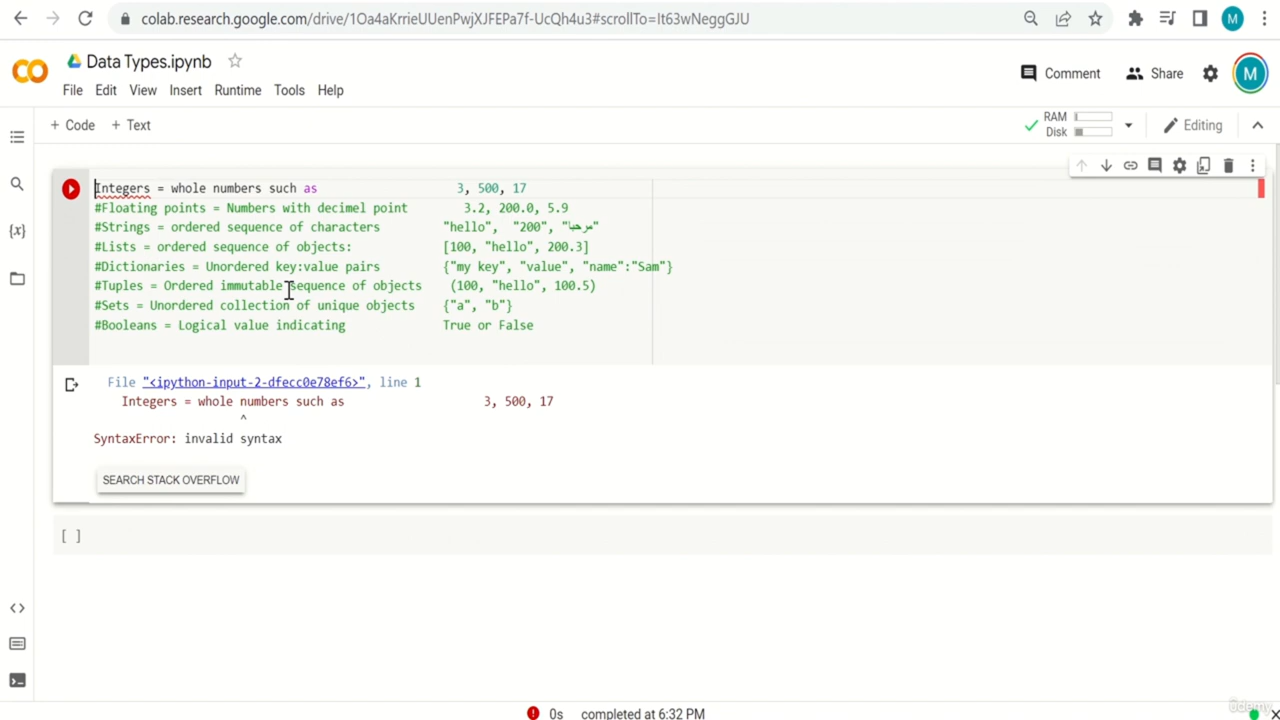 colab.research.google.com/drive/1Oa4aKrrieUUenPwjXJFEPa7f-UcQh4u3#scrollTo=It63wNeggGJU
M
Data Types.ipynb
File Edit View Insert Runtime Tools Help
Comment Share M
+ Code + Text
RAM
Disk
Editing
Integers = whole numbers such as 3, 500, 17
#Floating points = Numbers with decimal point 3.2, 200.0, 5.9
#Strings = ordered sequence of characters "hello", "200", "مرحبا"
#Lists = ordered sequence of objects: [100, "hello", 200.3]
#Dictionaries = Unordered key:value pairs {"my key", "value", "name":"Sam"}
#Tuples = Ordered immutable sequence of objects (100, "hello", 100.5)
#Sets = Unordered collection of unique objects {"a", "b"}
#Booleans = Logical value indicating True or False
File "<ipython-input-2-dfecc0e78ef6>", line 1
Integers = whole numbers such as 3, 500, 17
^
SyntaxError: invalid syntax
SEARCH STACK OVERFLOW
[ ]
0s completed at 6:32 PM
udemy